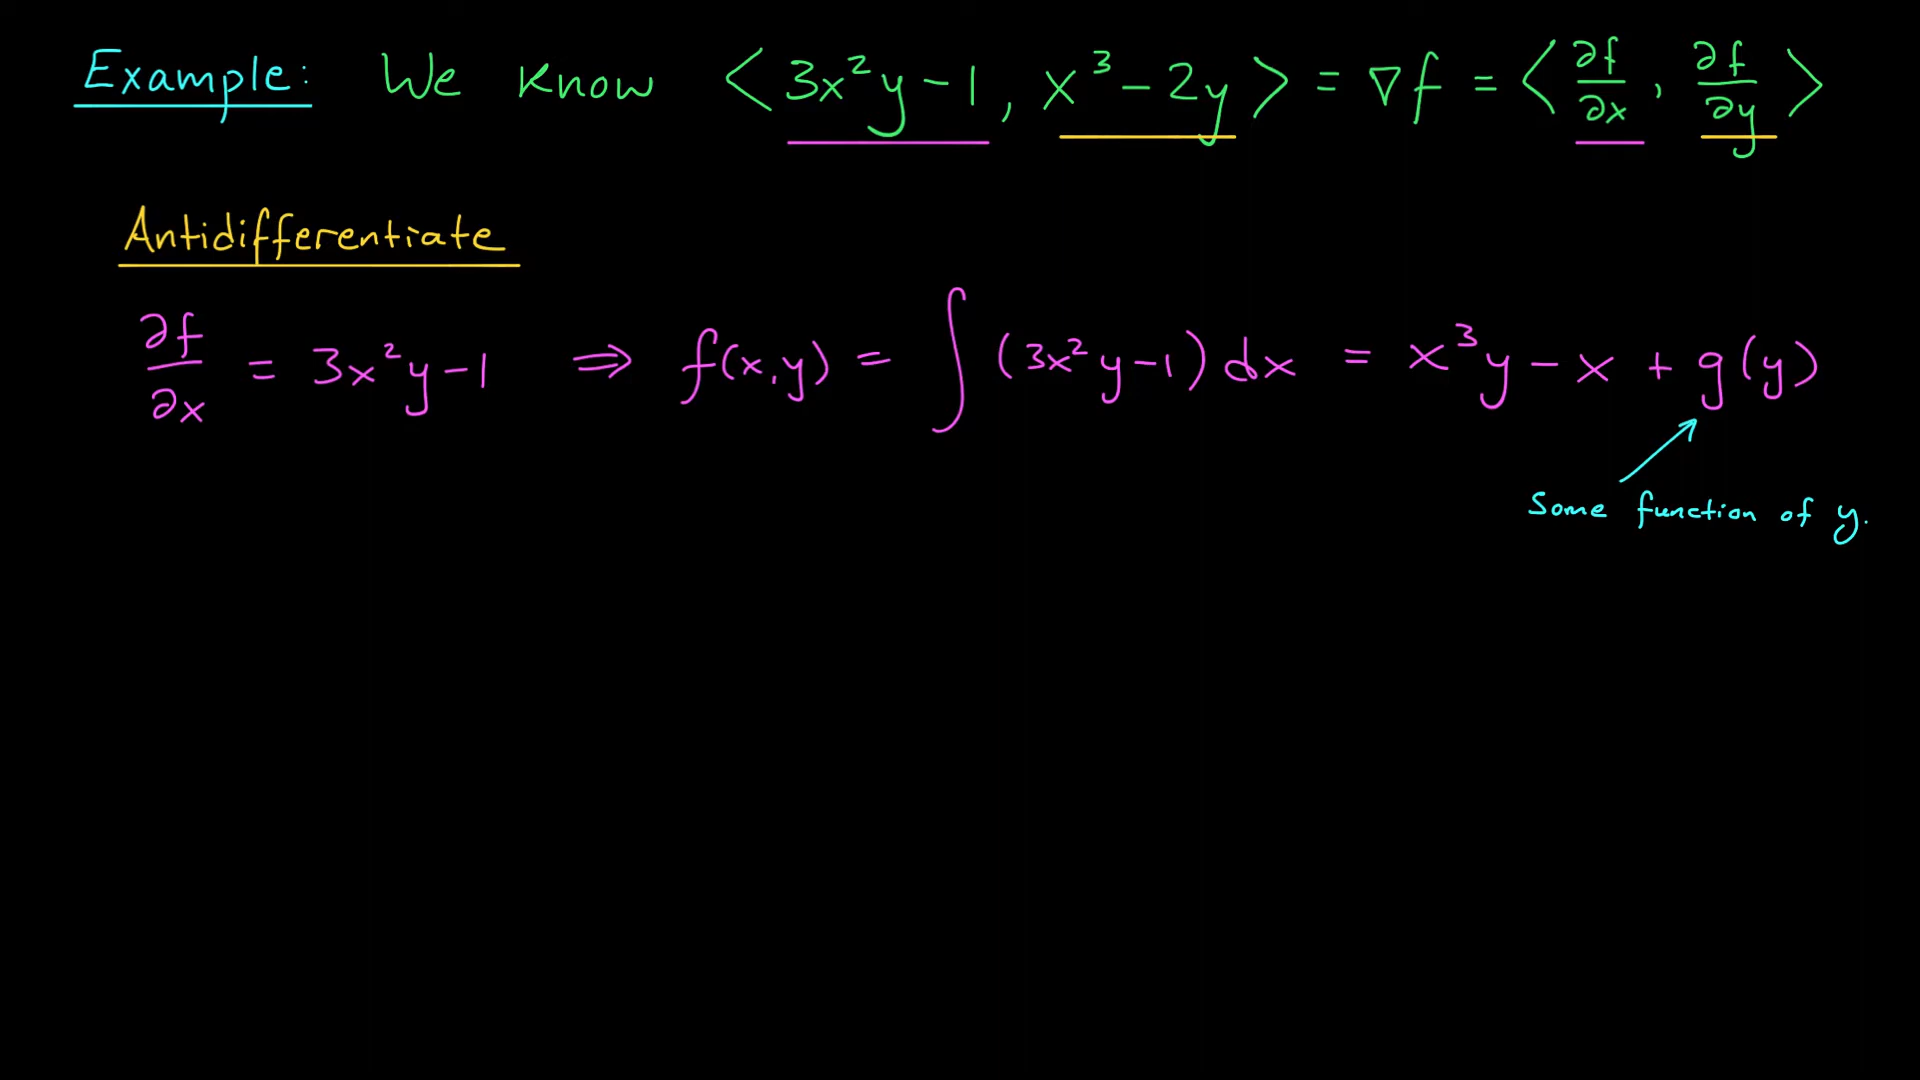 Example: We know <3x²y-1, x³-2y> = ∇f = <∂f/∂x, ∂f/∂y>
Antidifferentiate
∂f/∂x = 3x²y-1 ⇒ f(x,y) = ∫(3x²y-1)dx = x³y - x + g(y)
Some function of y.